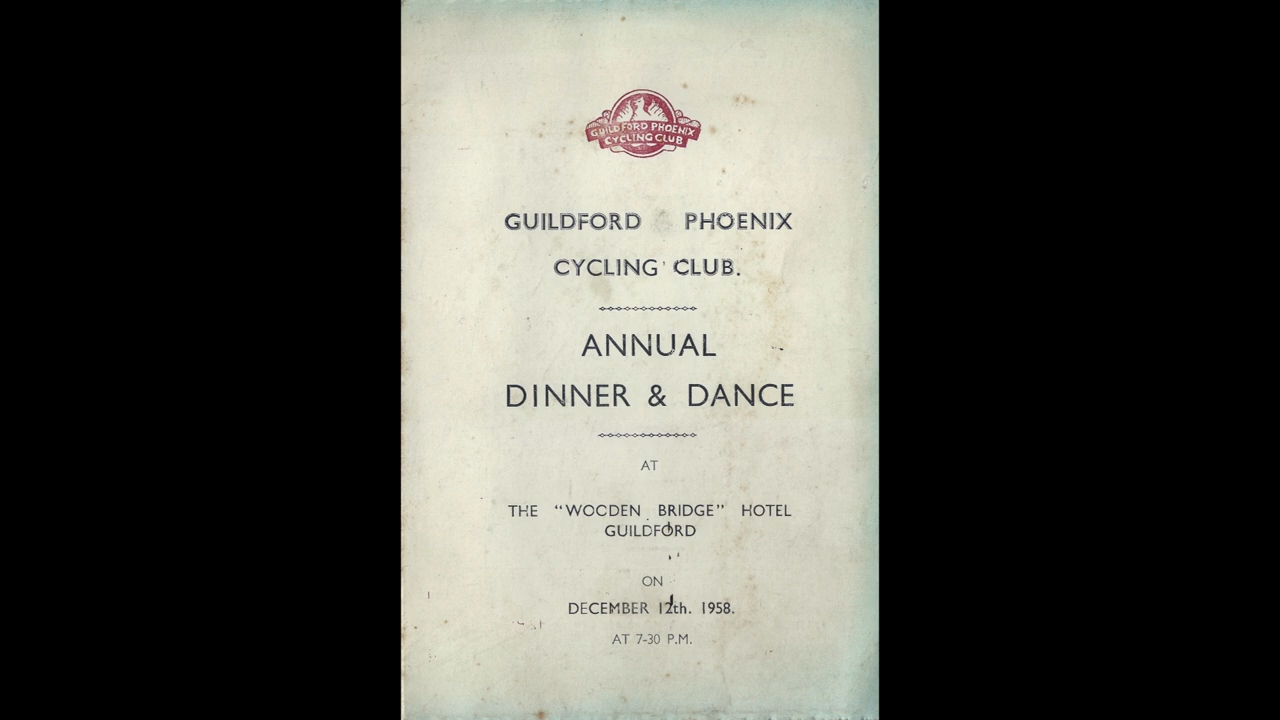 GUILDFORD PHOENIX
CYCLING CLUB
GUILDFORD PHOENIX
CYCLING CLUB.
ANNUAL
DINNER & DANCE
AT
THE "WOODEN BRIDGE" HOTEL
GUILDFORD
ON
DECEMBER 12th. 1958.
AT 7-30 P.M.